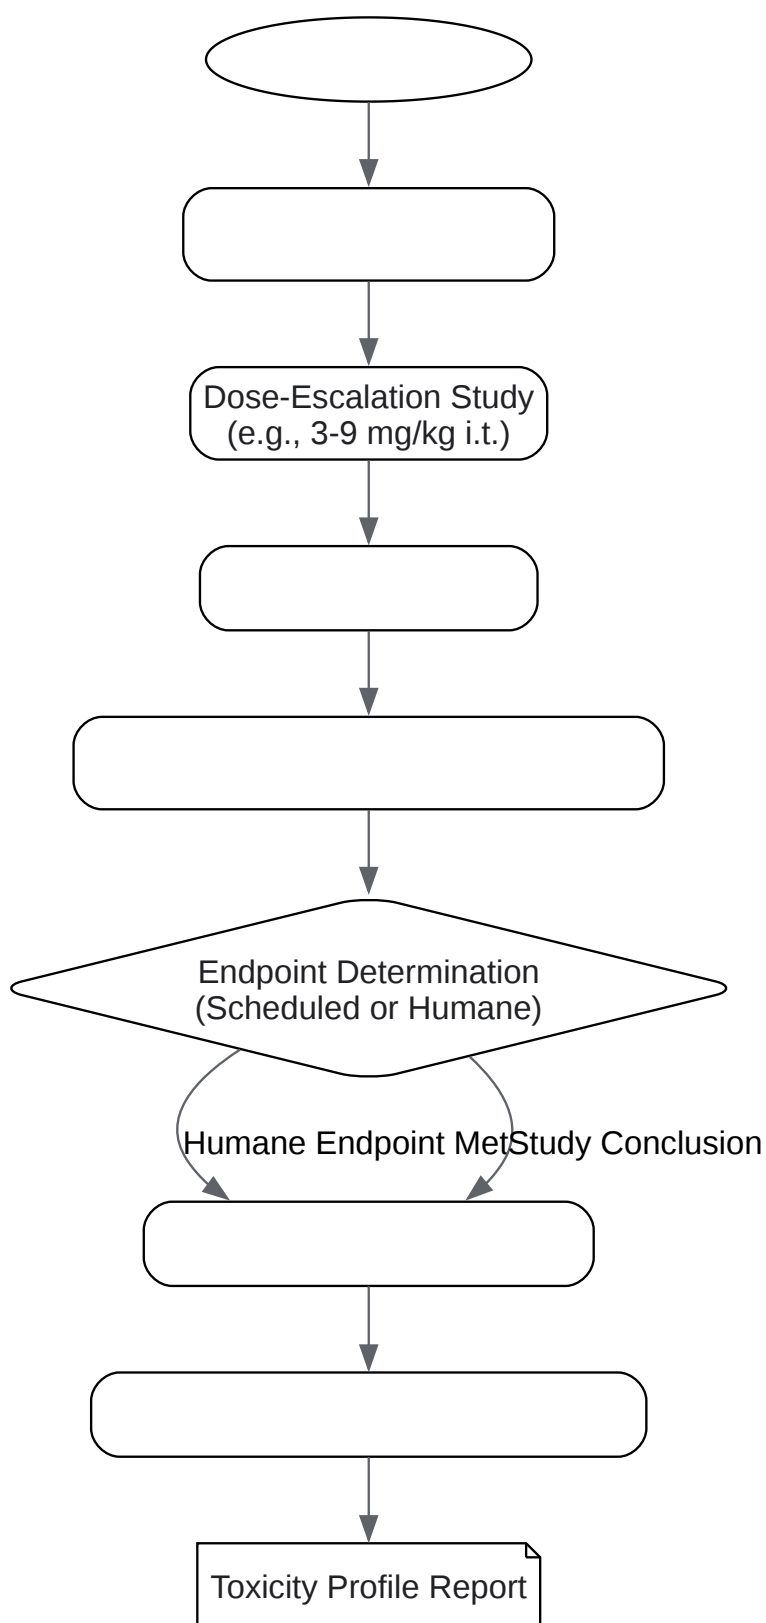 Dose-Escalation Study
(e.g., 3-9 mg/kg i.t.)
Endpoint Determination
(Scheduled or Humane)
Humane Endpoint Met
Study Conclusion
Toxicity Profile Report